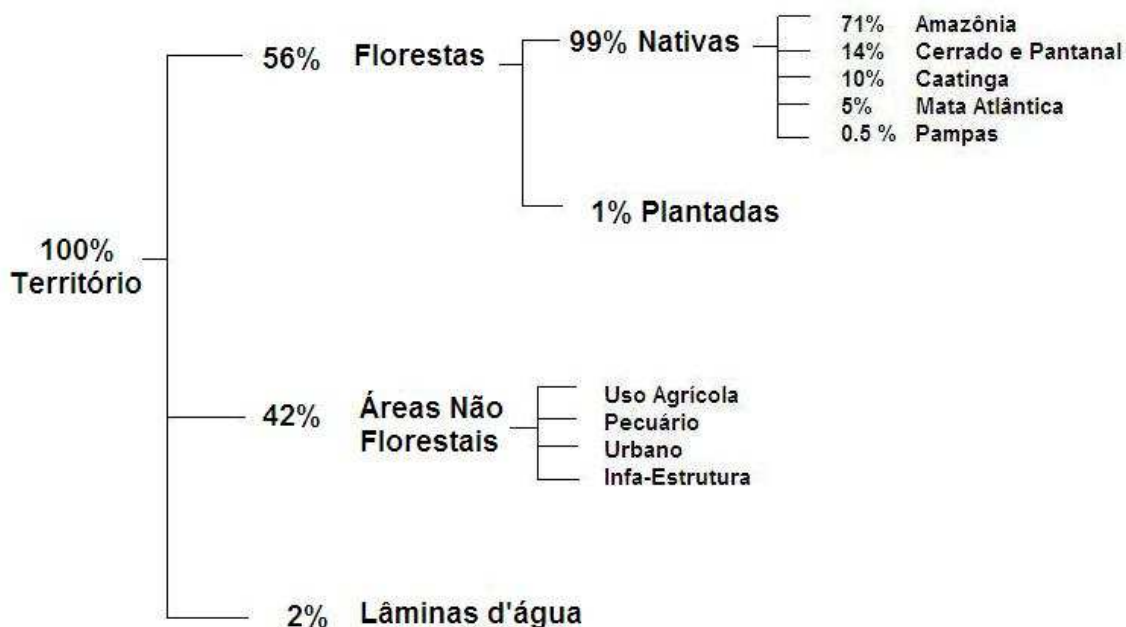 100%
Território
56% Florestas
99% Nativas
71% Amazônia
14% Cerrado e Pantanal
10% Caatinga
5% Mata Atlântica
0.5 % Pampas
1% Plantadas
42% Áreas Não
Florestais
Uso Agrícola
Pecuário
Urbano
Infa-Estrutura
2% Lâminas d'água